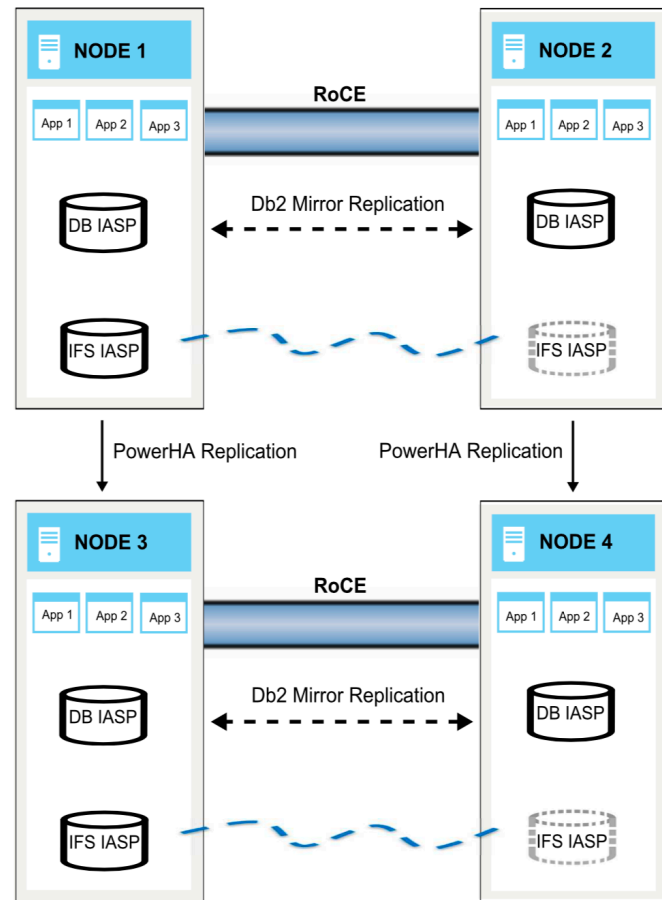 NODE 1
NODE 2
RoCE
App 1 App 2 App 3
App 1 App 2 App 3
Db2 Mirror Replication
DB IASP
DB IASP
IFS IASP
IFS IASP
PowerHA Replication
PowerHA Replication
NODE 3
NODE 4
RoCE
App 1 App 2 App 3
App 1 App 2 App 3
Db2 Mirror Replication
DB IASP
DB IASP
IFS IASP
IFS IASP